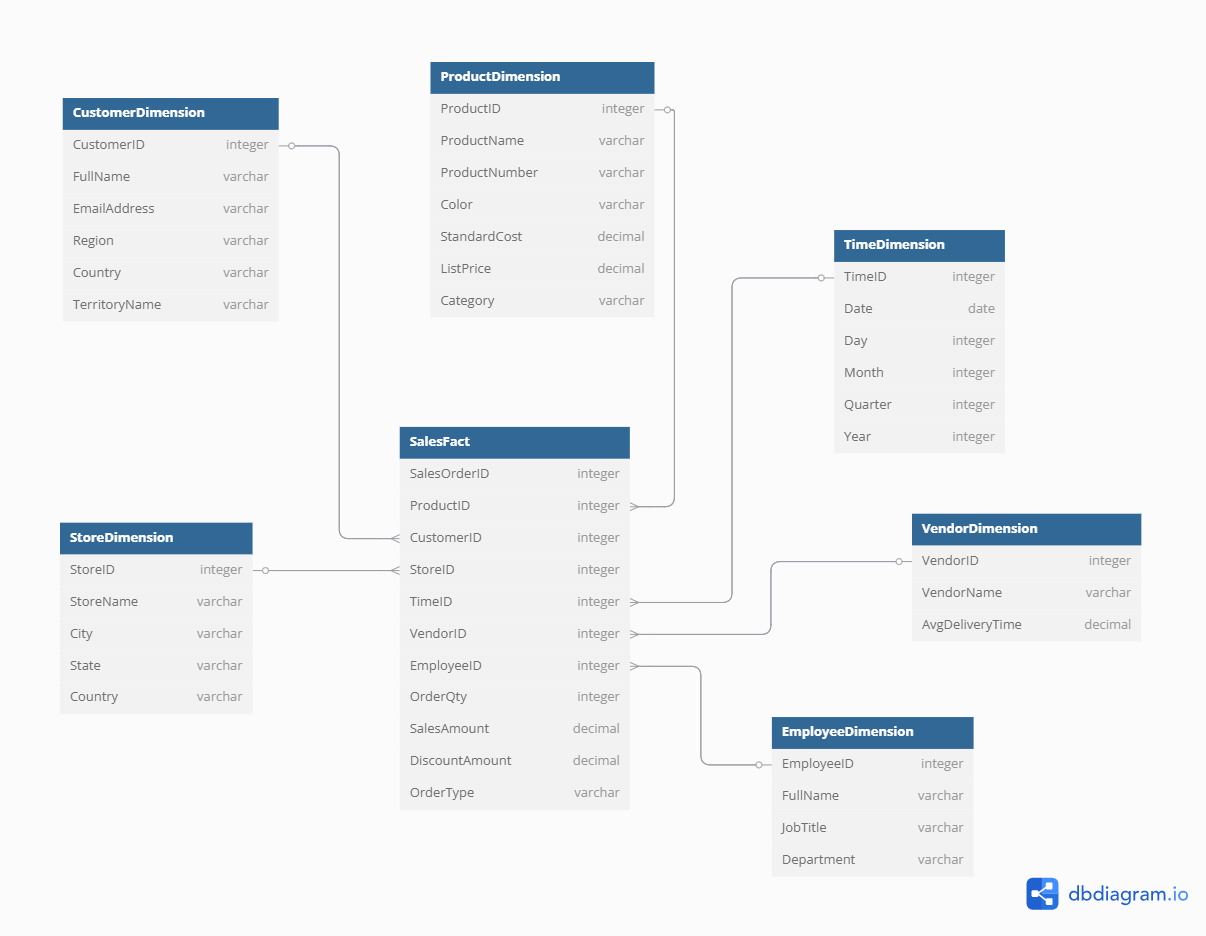 ProductDimension
ProductID integer
ProductName varchar
ProductNumber varchar
Color varchar
StandardCost decimal
ListPrice decimal
Category varchar
CustomerDimension
CustomerID integer
FullName varchar
EmailAddress varchar
Region varchar
Country varchar
TerritoryName varchar
TimeDimension
TimeID integer
Date date
Day integer
Month integer
Quarter integer
Year integer
SalesFact
SalesOrderID integer
ProductID integer
CustomerID integer
StoreID integer
TimeID integer
VendorID integer
EmployeeID integer
OrderQty integer
SalesAmount decimal
DiscountAmount decimal
OrderType varchar
StoreDimension
StoreID integer
StoreName varchar
City varchar
State varchar
Country varchar
VendorDimension
VendorID integer
VendorName varchar
AvgDeliveryTime decimal
EmployeeDimension
EmployeeID integer
FullName varchar
JobTitle varchar
Department varchar
dbdiagram.io